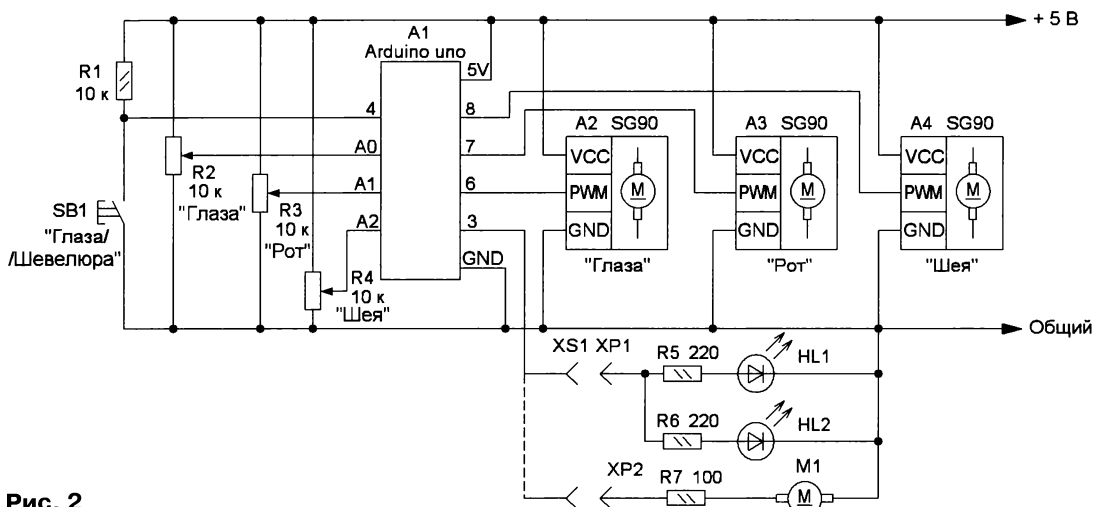 + 5 В
A1
Arduino uno
5V
R1
10 к
4
8
A0
7
A1
6
A2
3
GND
R2
10 к
"Глаза"
R3
10 к
"Рот"
R4
10 к
"Шея"
SB1
"Глаза/
/Шевелюра"
A2 SG90
VCC
PWM
GND
M
"Глаза"
A3 SG90
VCC
PWM
GND
M
"Рот"
A4 SG90
VCC
PWM
GND
M
"Шея"
Общий
XS1 XP1
R5 220
HL1
R6 220
HL2
XP2
R7 100
M1
M
Рис. 2